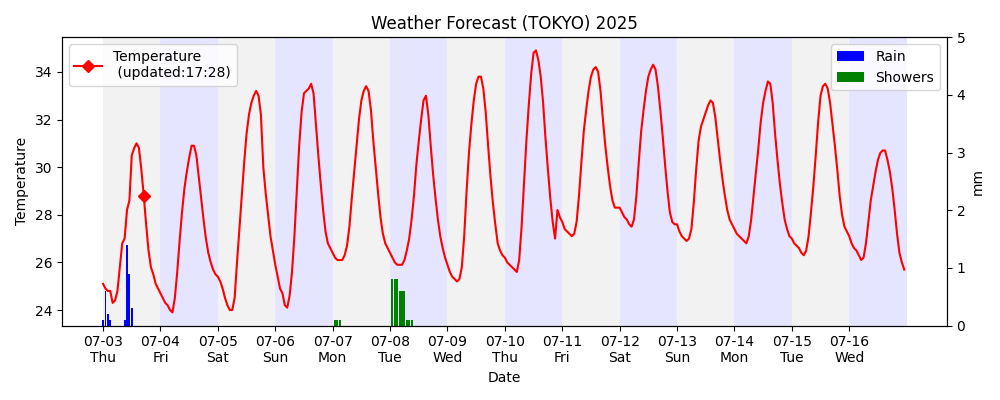 Weather Forecast (TOKYO) 2025
Temperature
(updated:17:28)
Rain
Showers
Temperature
34
32
30
28
26
24
5
4
3
2
1
0
mm
07-03 07-04 07-05 07-06 07-07 07-08 07-09 07-10 07-11 07-12 07-13 07-14 07-15 07-16
Thu Fri Sat Sun Mon Tue Wed Thu Fri Sat Sun Mon Tue Wed
Date